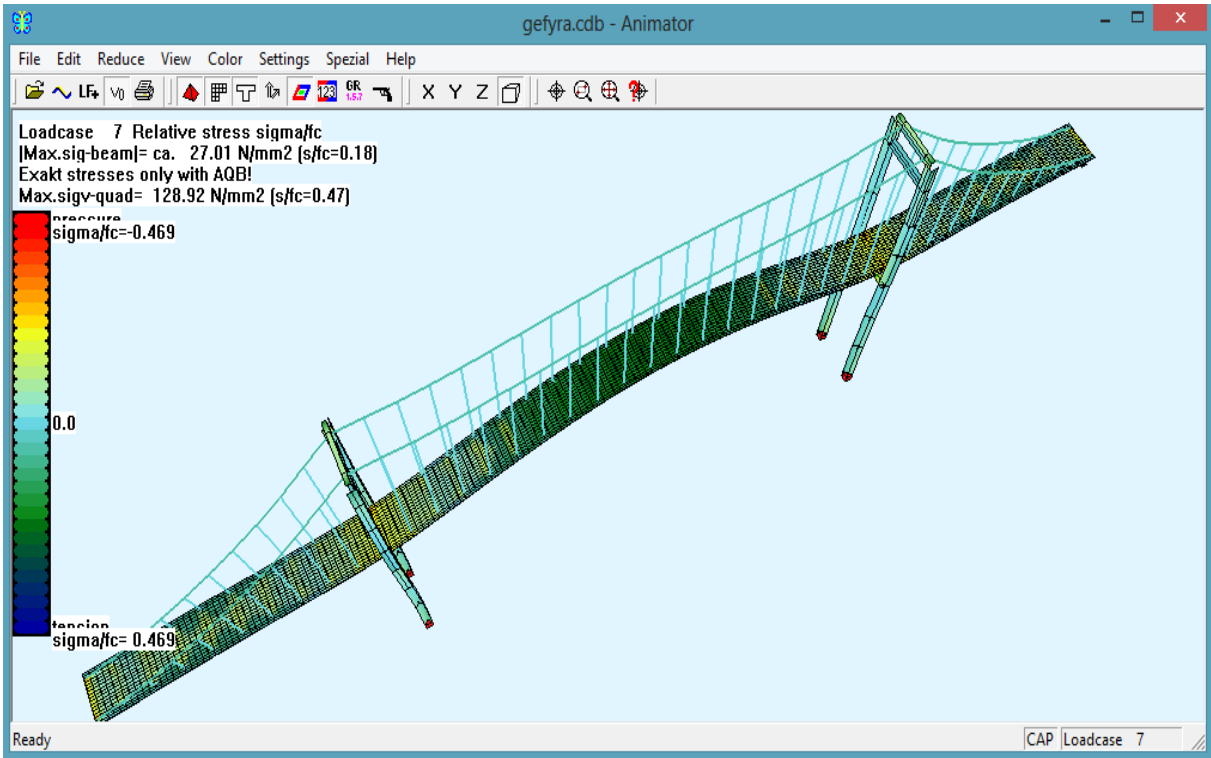 gefyra.cdb - Animator
File Edit Reduce View Color Settings Spezial Help
LF+ V0 123 GR 1.5.7 X Y Z
Loadcase 7 Relative stress sigma/fc
|Max.sig-beam|= ca. 27.01 N/mm2 (s/fc=0.18)
Exakt stresses only with AQB!
Max.sigv-quad= 128.92 N/mm2 (s/fc=0.47)
pressure
sigma/fc=-0.469
0.0
tension
sigma/fc= 0.469
Ready CAP Loadcase 7